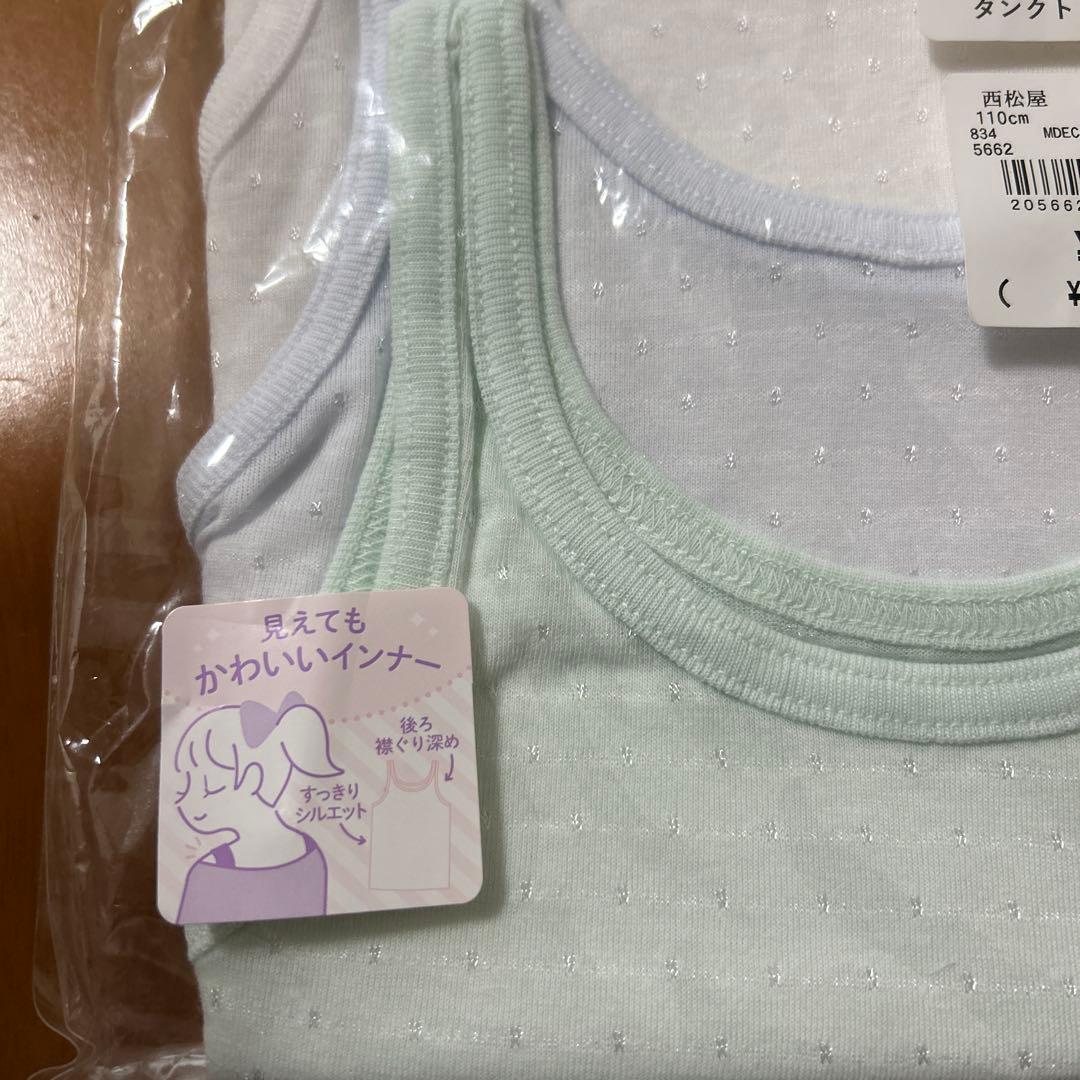 タンクト
西松屋
110cm
834 MDEC
5662
205662
¥
( ¥
見えても
かわいいインナー
後ろ
襟ぐり深め
すっきり
シルエット